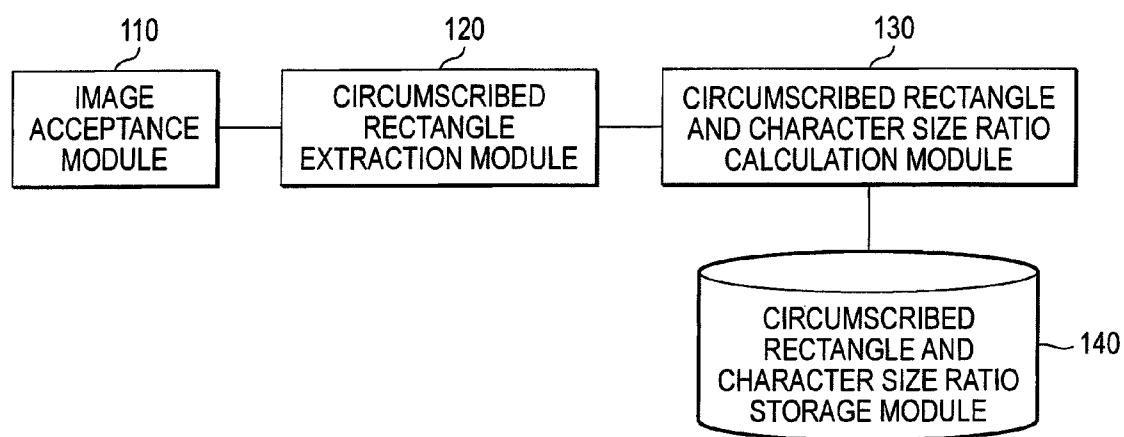 110
IMAGE
ACCEPTANCE
MODULE
120
CIRCUMSCRIBED
RECTANGLE
EXTRACTION MODULE
130
CIRCUMSCRIBED RECTANGLE
AND CHARACTER SIZE RATIO
CALCULATION MODULE
CIRCUMSCRIBED
RECTANGLE AND
CHARACTER SIZE RATIO
STORAGE MODULE
140